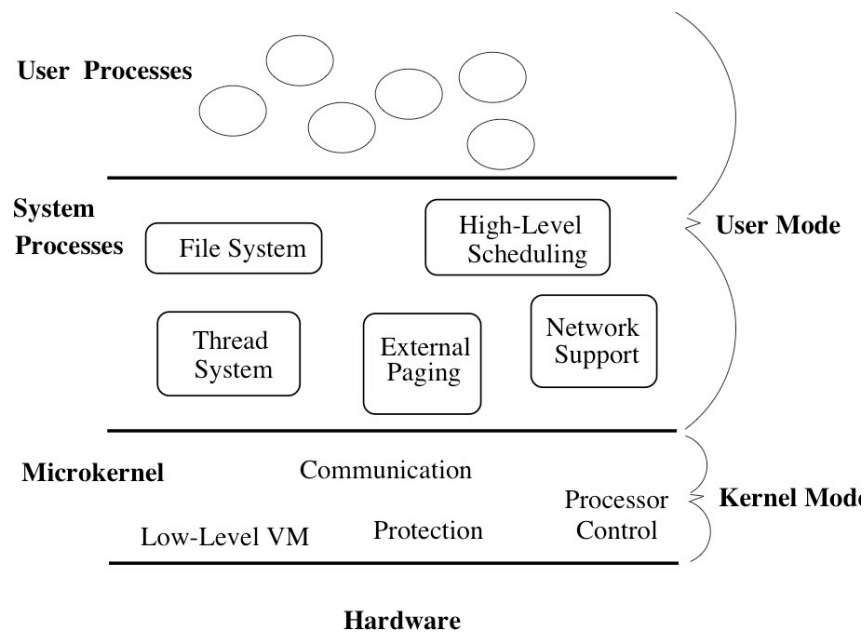 User Processes
System
Processes
File System
High-Level
Scheduling
User Mode
Thread
System
External
Paging
Network
Support
Microkernel
Communication
Processor
Control
Kernel Mode
Low-Level VM
Protection
Hardware